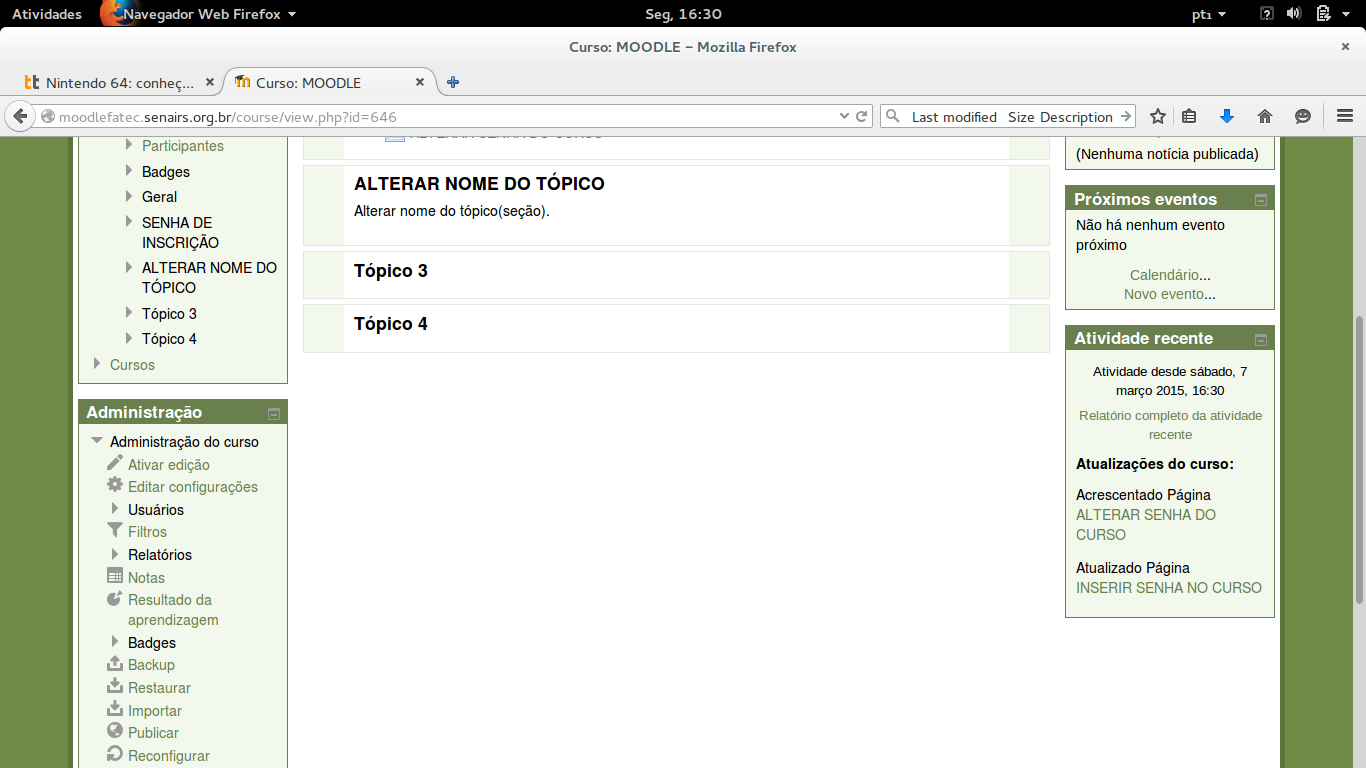 Atividades
Navegador Web Firefox
Seg, 16:30
pt₁
Curso: MOODLE - Mozilla Firefox
Nintendo 64: conheç...
Curso: MOODLE
moodlefatec.senairs.org.br/course/view.php?id=646
Last modified Size Description
Participantes
Badges
Geral
SENHA DE
INSCRIÇÃO
ALTERAR NOME DO
TÓPICO
Tópico 3
Tópico 4
Cursos
Administração
Administração do curso
Ativar edição
Editar configurações
Usuários
Filtros
Relatórios
Notas
Resultado da
aprendizagem
Badges
Backup
Restaurar
Importar
Publicar
Reconfigurar
ALTERAR SENHA DO CURSO
ALTERAR NOME DO TÓPICO
Alterar nome do tópico(seção).
Tópico 3
Tópico 4
(Nenhuma notícia publicada)
Próximos eventos
Não há nenhum evento
próximo
Calendário...
Novo evento...
Atividade recente
Atividade desde sábado, 7
março 2015, 16:30
Relatório completo da atividade
recente
Atualizações do curso:
Acrescentado Página
ALTERAR SENHA DO
CURSO
Atualizado Página
INSERIR SENHA NO CURSO